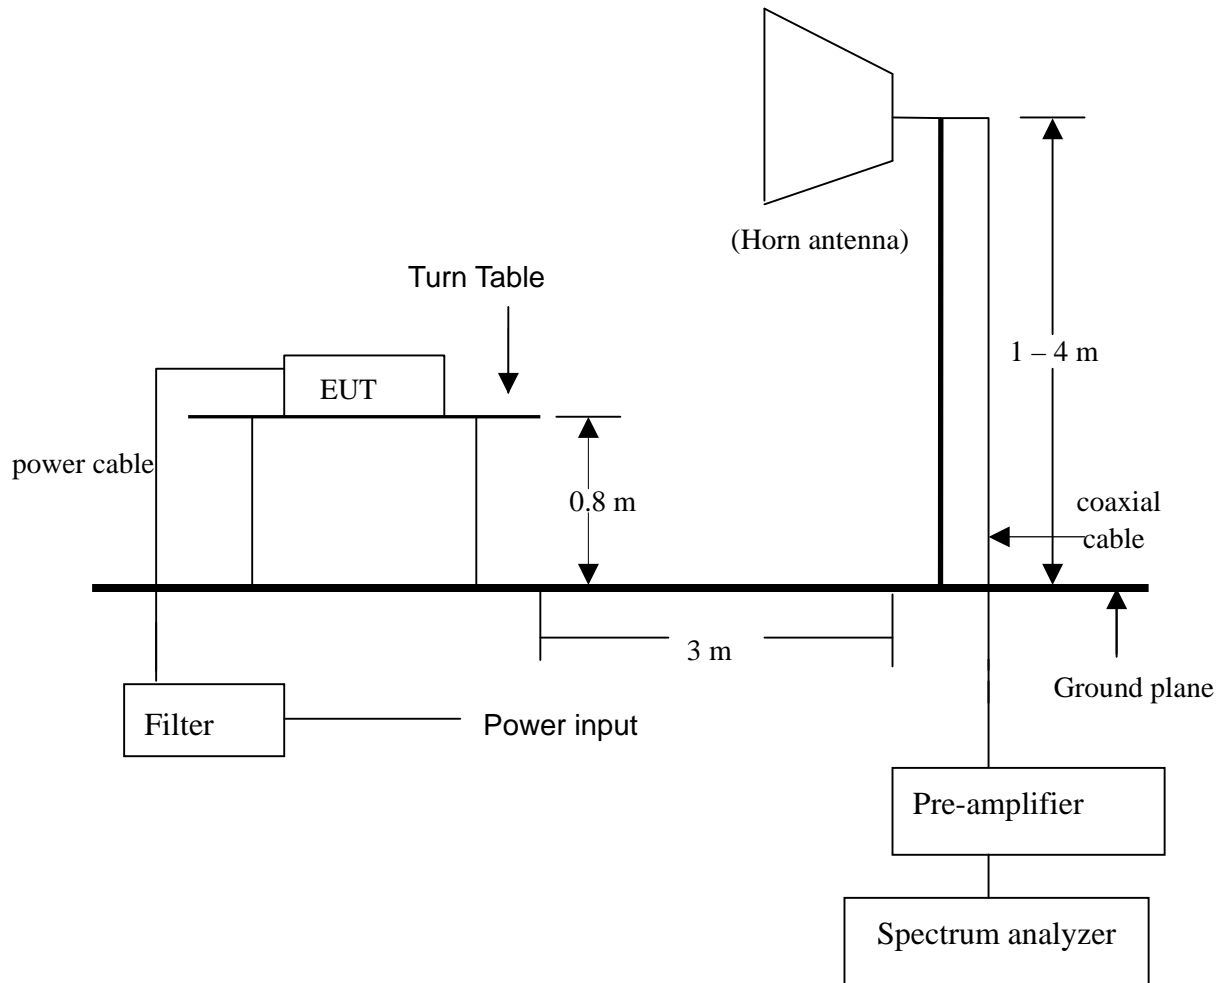 (Horn antenna)
Turn Table
1 – 4 m
EUT
power cable
0.8 m
coaxial
cable
3 m
Ground plane
Filter
Power input
Pre-amplifier
Spectrum analyzer